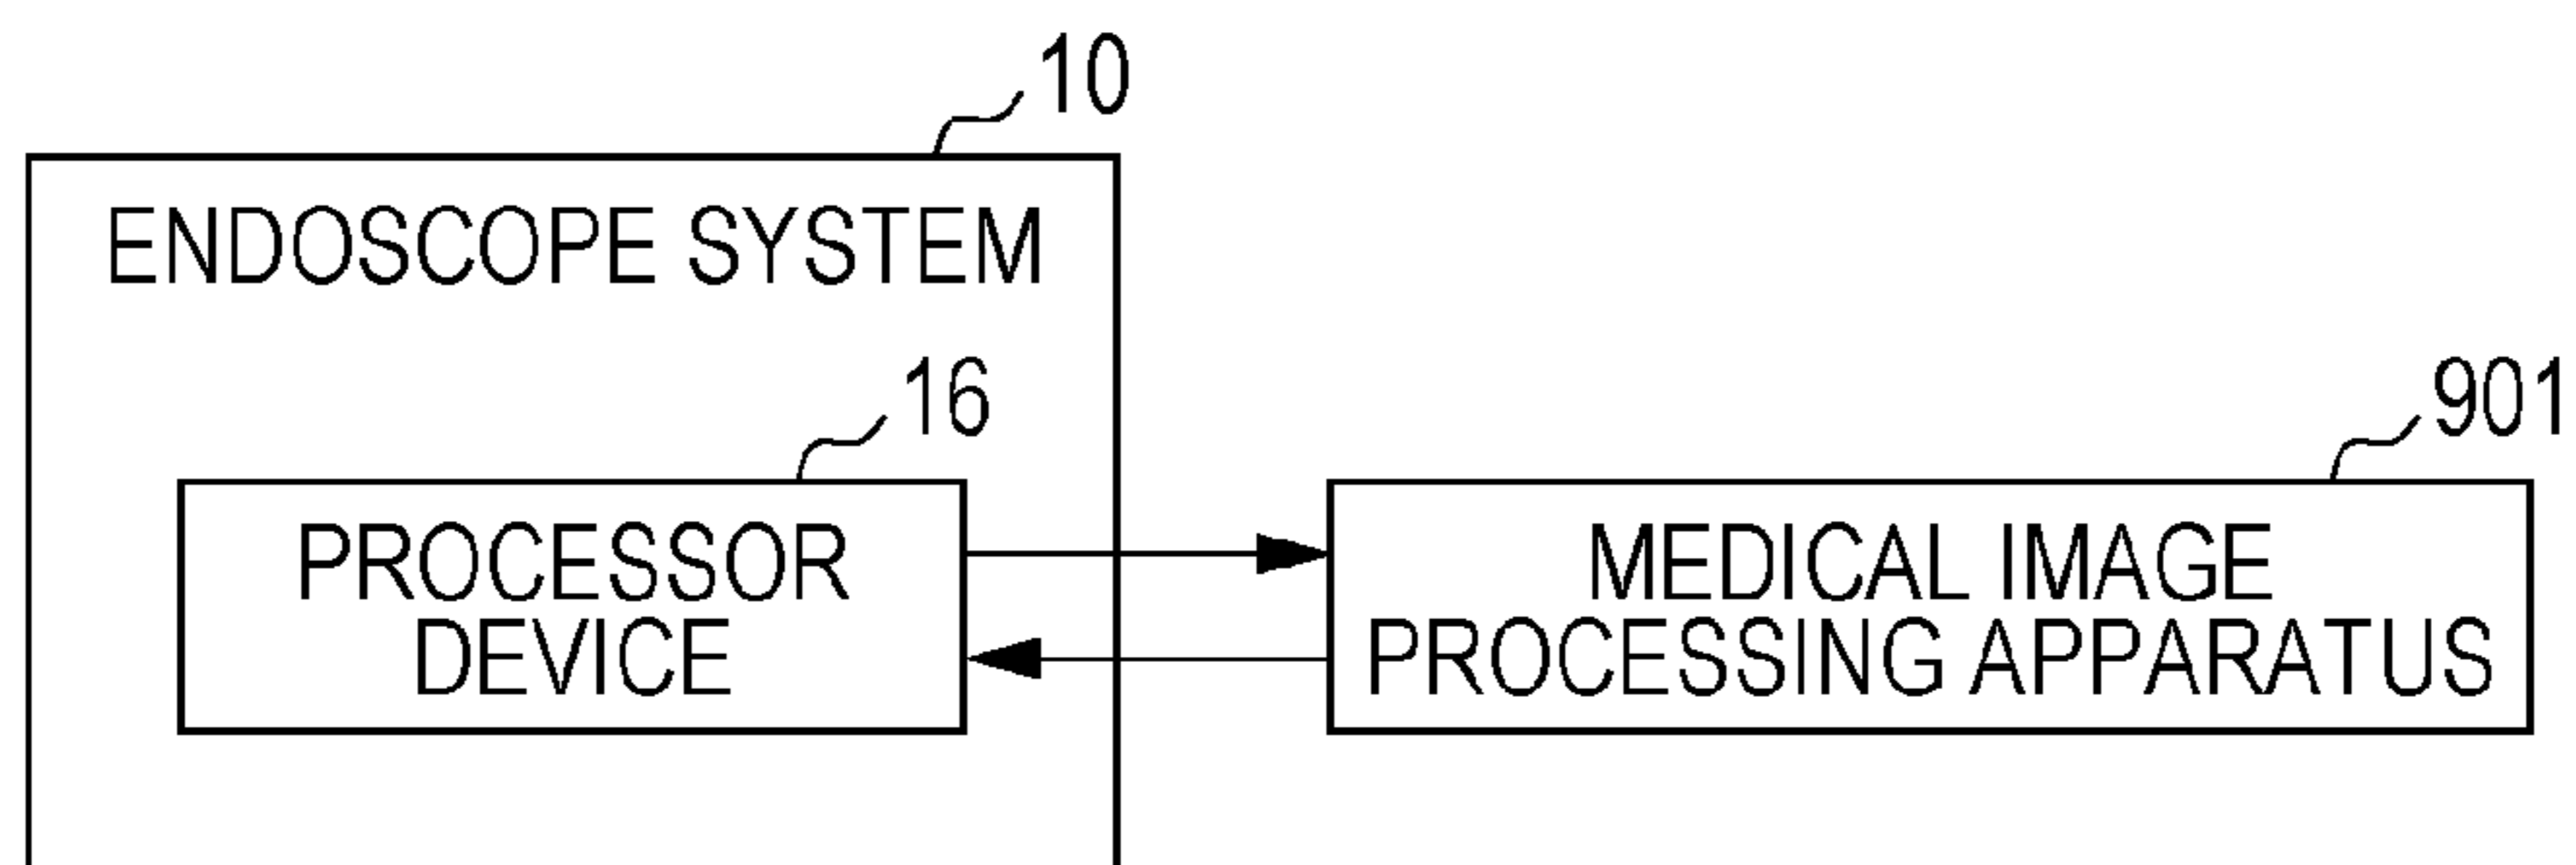 10
ENDOSCOPE SYSTEM
16
901
PROCESSOR
DEVICE
MEDICAL IMAGE
PROCESSING APPARATUS